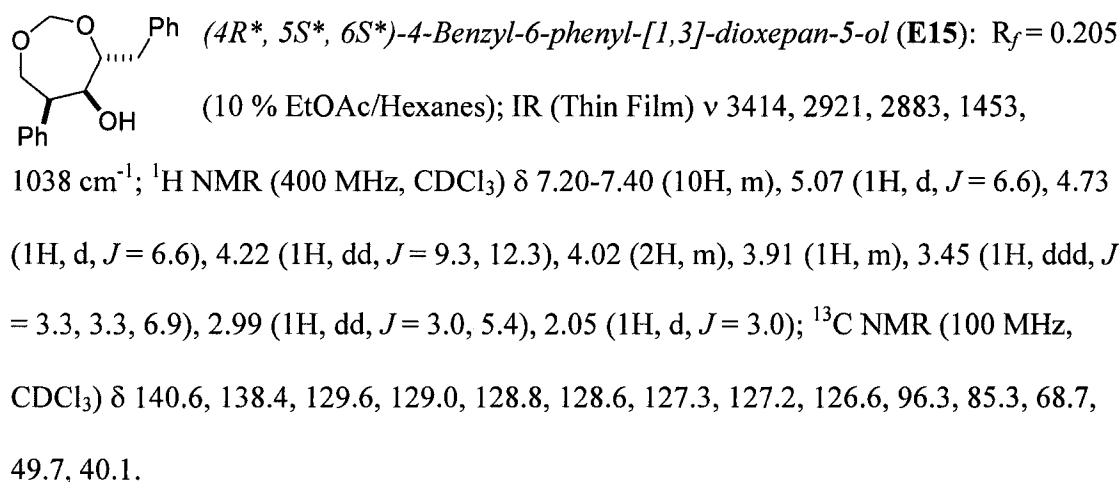 O O Ph (4R*, 5S*, 6S*)-4-Benzyl-6-phenyl-[1,3]-dioxepan-5-ol (E15): Rf = 0.205
Ph OH (10 % EtOAc/Hexanes); IR (Thin Film) ν 3414, 2921, 2883, 1453,
1038 cm⁻¹; ¹H NMR (400 MHz, CDCl₃) δ 7.20-7.40 (10H, m), 5.07 (1H, d, J = 6.6), 4.73
(1H, d, J = 6.6), 4.22 (1H, dd, J = 9.3, 12.3), 4.02 (2H, m), 3.91 (1H, m), 3.45 (1H, ddd, J
= 3.3, 3.3, 6.9), 2.99 (1H, dd, J = 3.0, 5.4), 2.05 (1H, d, J = 3.0); ¹³C NMR (100 MHz,
CDCl₃) δ 140.6, 138.4, 129.6, 129.0, 128.8, 128.6, 127.3, 127.2, 126.6, 96.3, 85.3, 68.7,
49.7, 40.1.